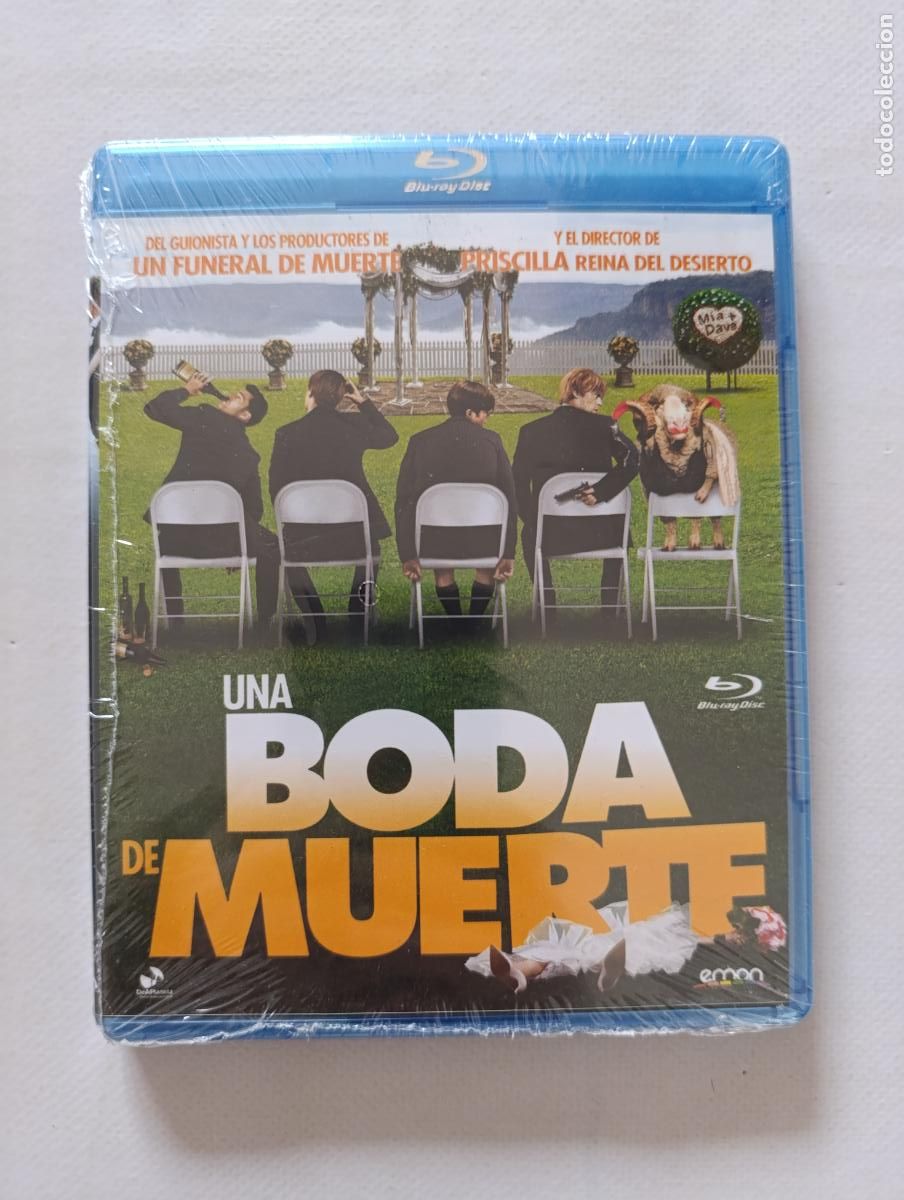 todocoleccion
Blu-ray Disc
DEL GUIONISTA Y LOS PRODUCTORES DE
UN FUNERAL DE MUERTE
Y EL DIRECTOR DE
PRISCILLA REINA DEL DESIERTO
Mia +
Dave
UNA
Blu-ray Disc
BODA
DE MUERTE
DeAPlaneta
emon